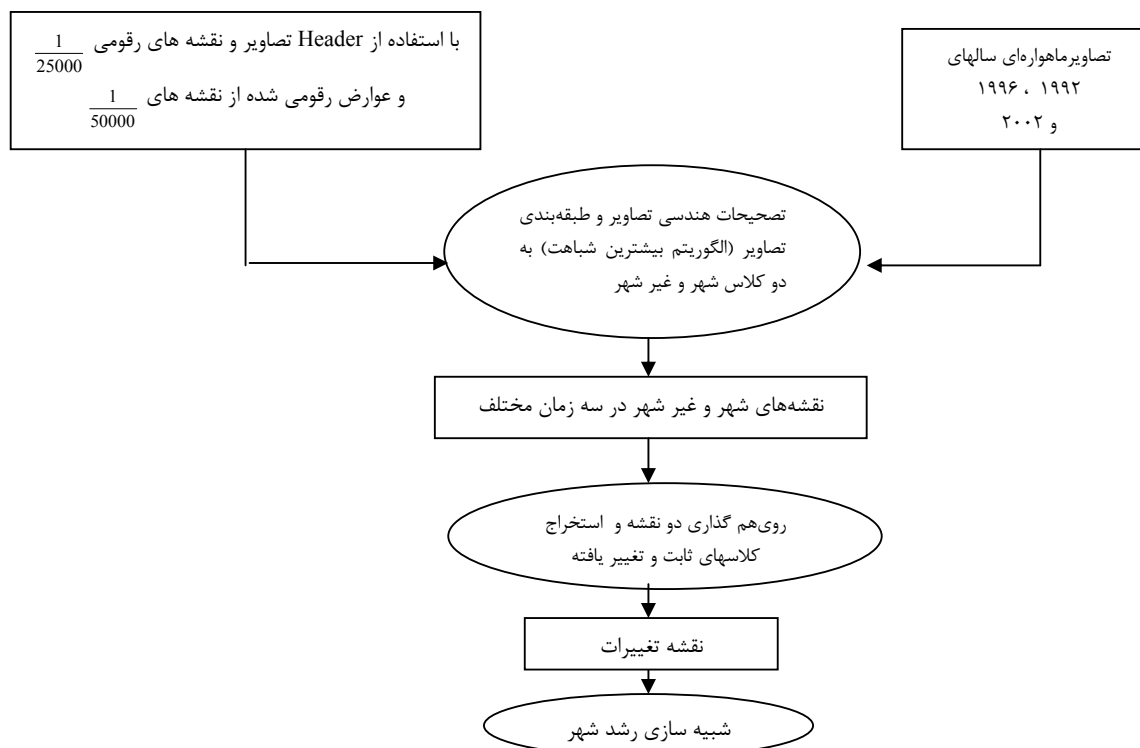 با استفاده از Header تصاویر و نقشه های رقومی 1/25000
و عوارض رقومی شده از نقشه های 1/50000
تصاویرماهواره‌ای سالهای
۱۹۹۲ ، ۱۹۹۶
و ۲۰۰۲
تصحیحات هندسی تصاویر و طبقه‌بندی
تصاویر (الگوریتم بیشترین شباهت) به
دو کلاس شهر و غیر شهر
نقشه‌های شهر و غیر شهر در سه زمان مختلف
روی‌هم گذاری دو نقشه و استخراج
کلاسهای ثابت و تغییر یافته
نقشه تغییرات
شبیه سازی رشد شهر